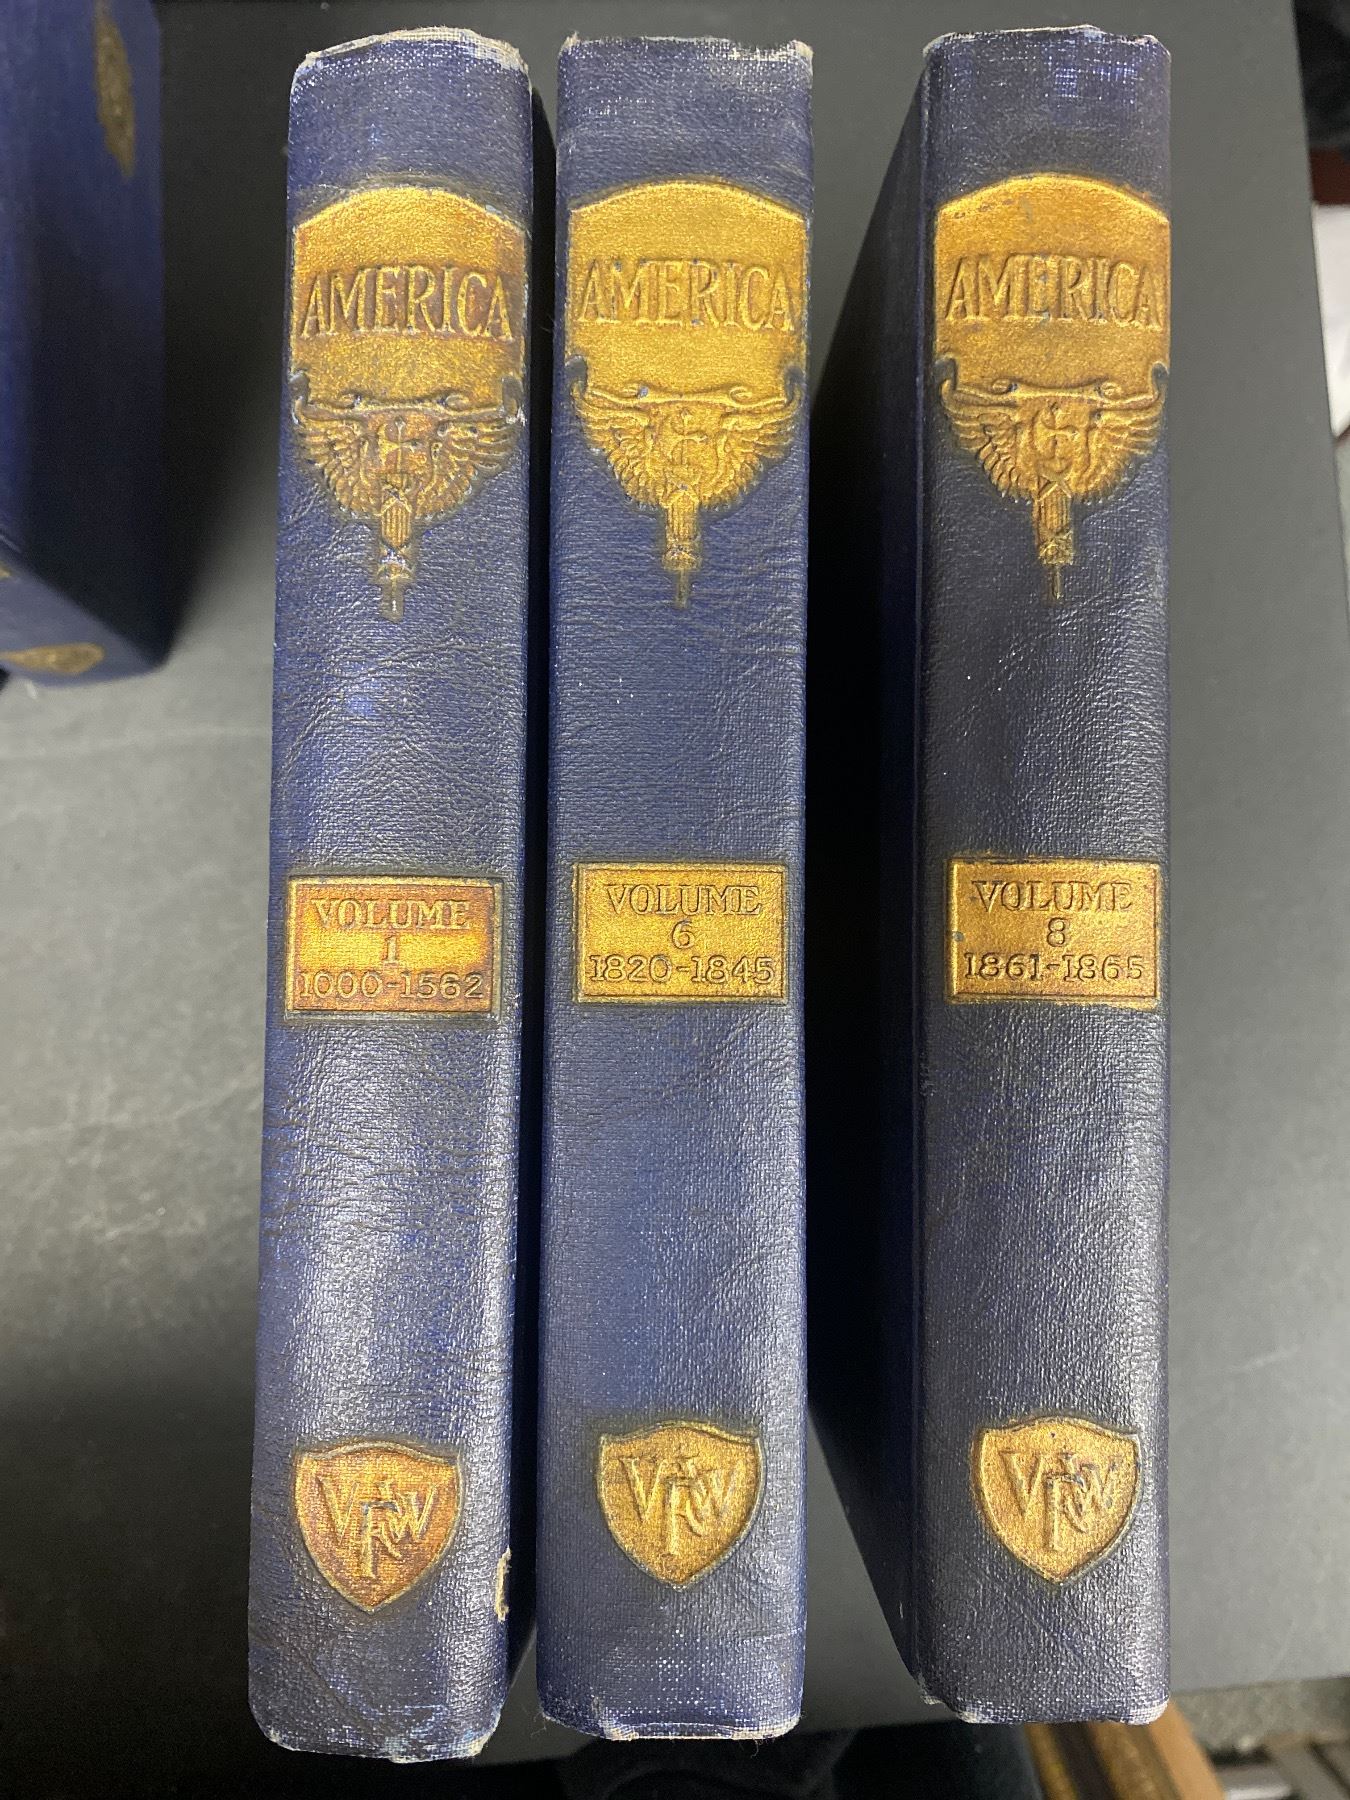 AMERICA
VOLUME
1
1000-1562
VFW
AMERICA
VOLUME
6
1820-1845
VFW
AMERICA
VOLUME
8
1861-1865
VFW